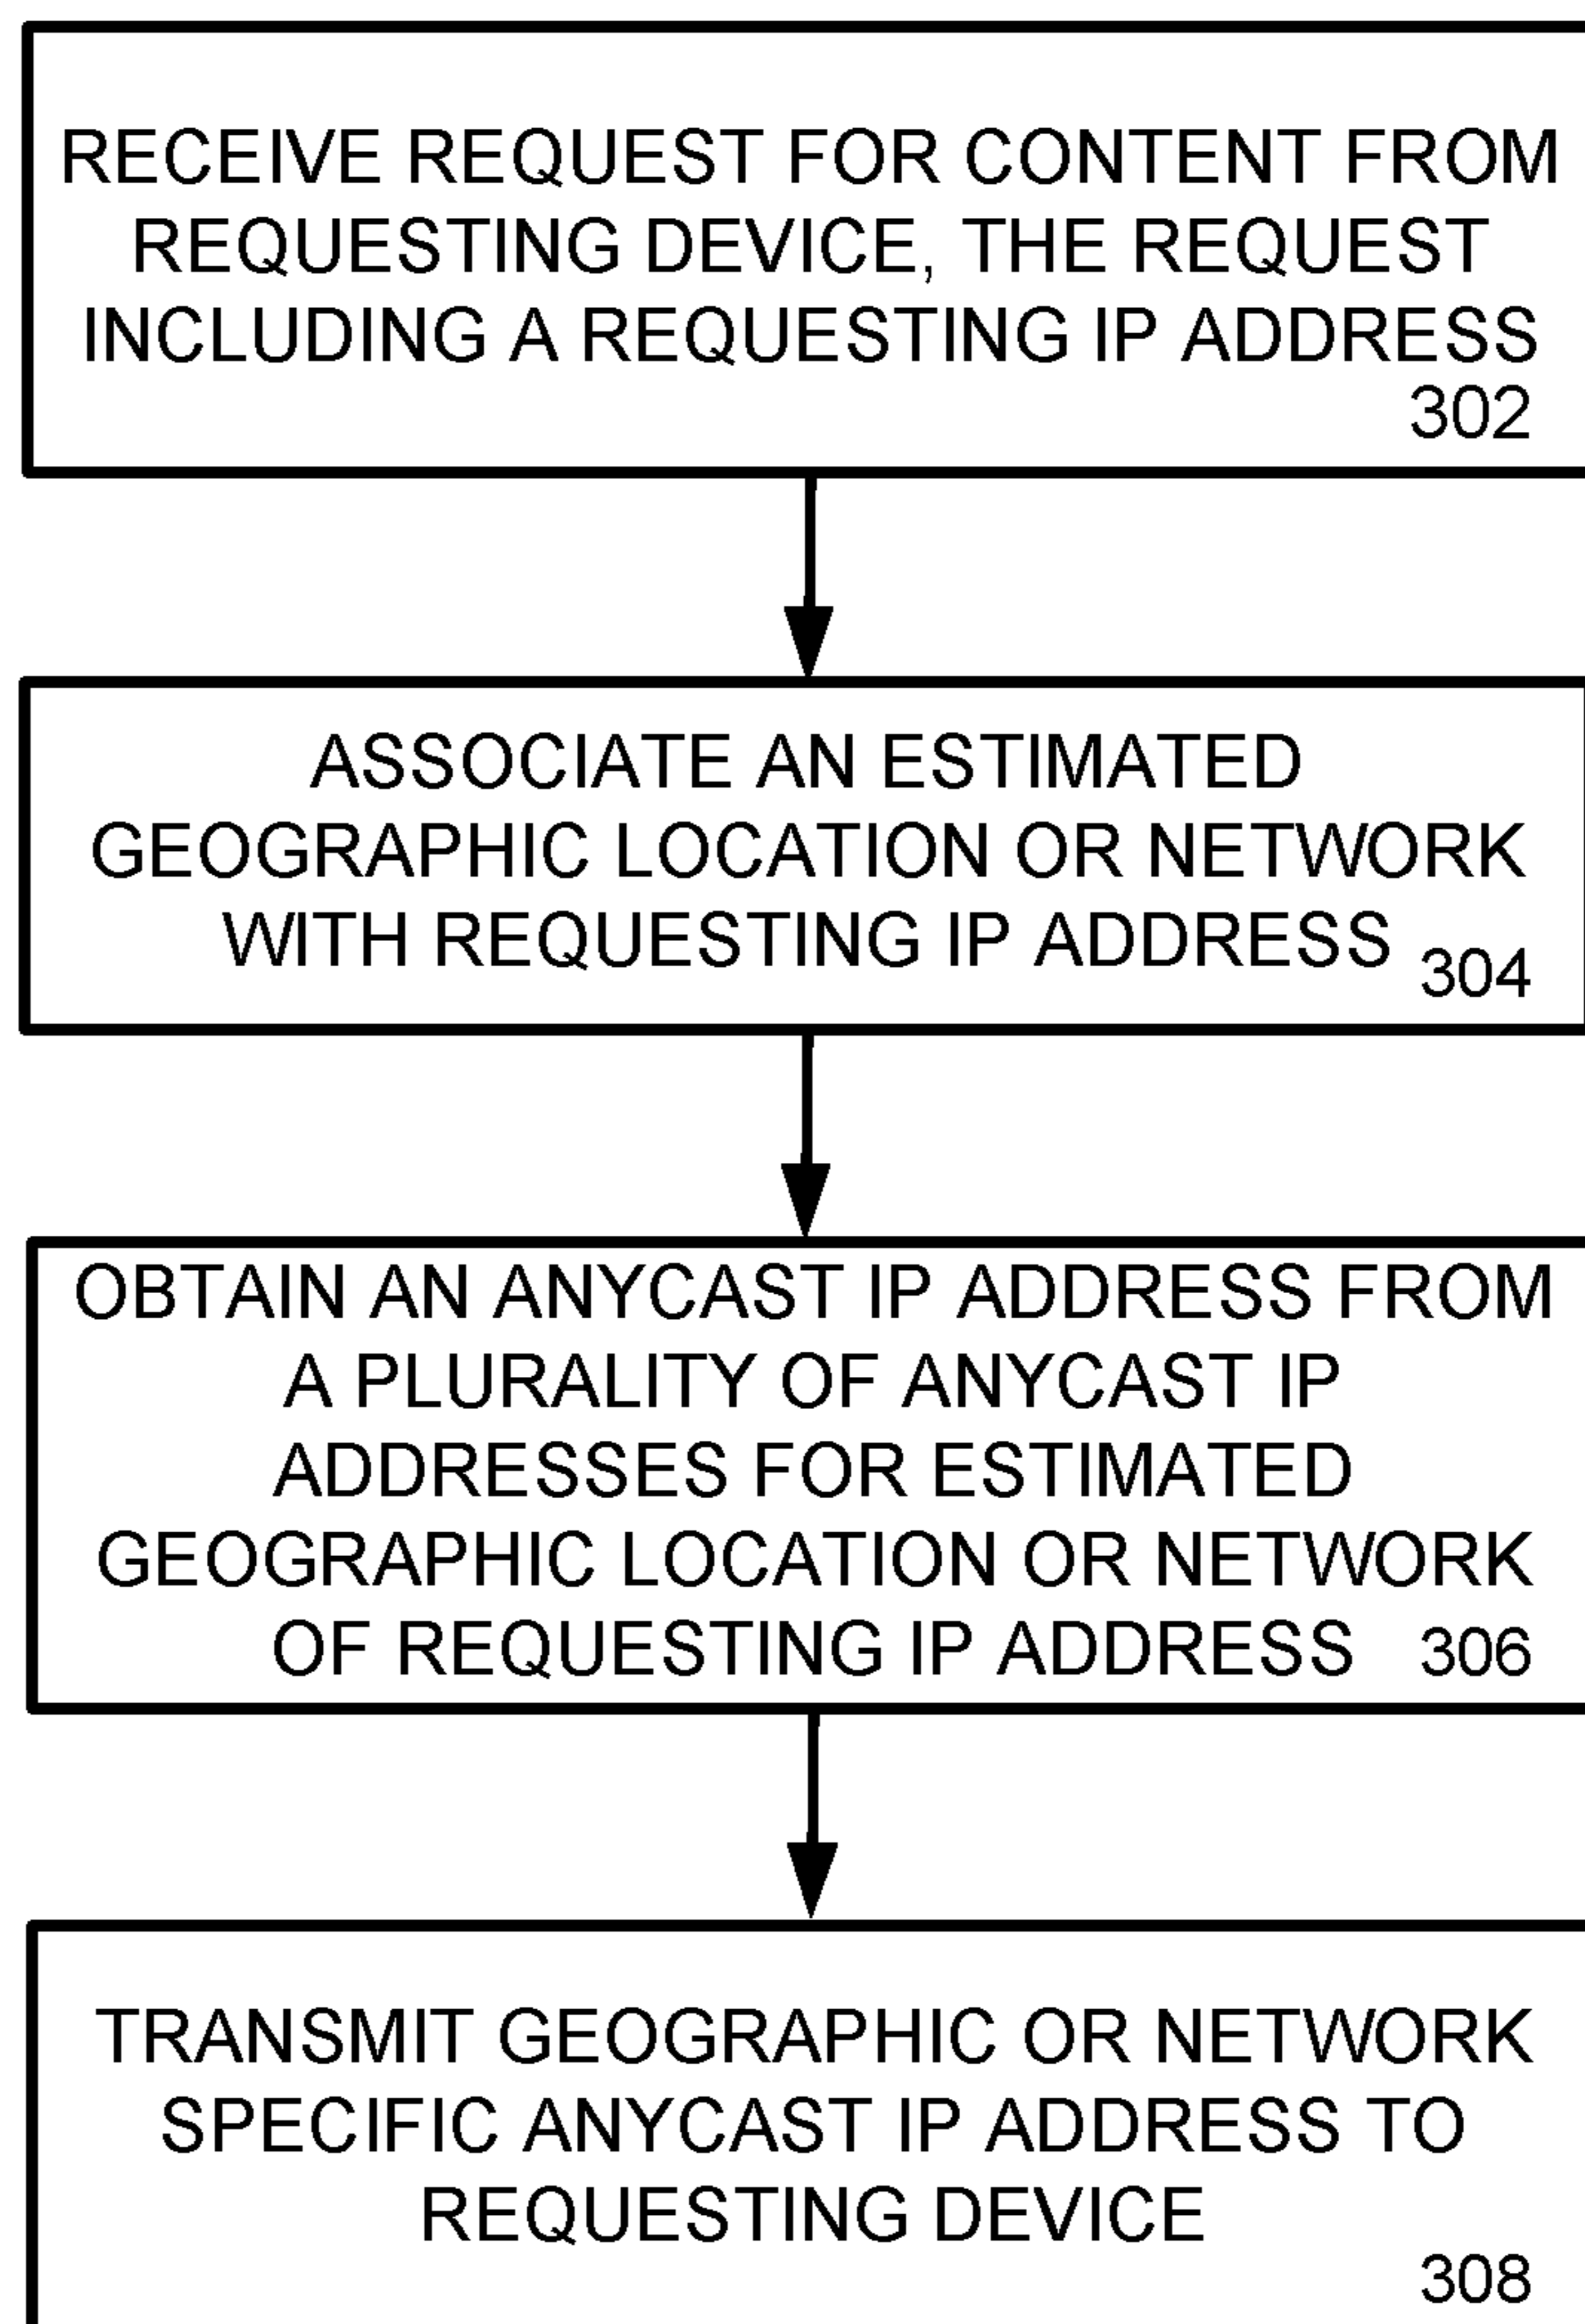 RECEIVE REQUEST FOR CONTENT FROM
REQUESTING DEVICE, THE REQUEST
INCLUDING A REQUESTING IP ADDRESS
302
ASSOCIATE AN ESTIMATED
GEOGRAPHIC LOCATION OR NETWORK
WITH REQUESTING IP ADDRESS 304
OBTAIN AN ANYCAST IP ADDRESS FROM
A PLURALITY OF ANYCAST IP
ADDRESSES FOR ESTIMATED
GEOGRAPHIC LOCATION OR NETWORK
OF REQUESTING IP ADDRESS 306
TRANSMIT GEOGRAPHIC OR NETWORK
SPECIFIC ANYCAST IP ADDRESS TO
REQUESTING DEVICE
308